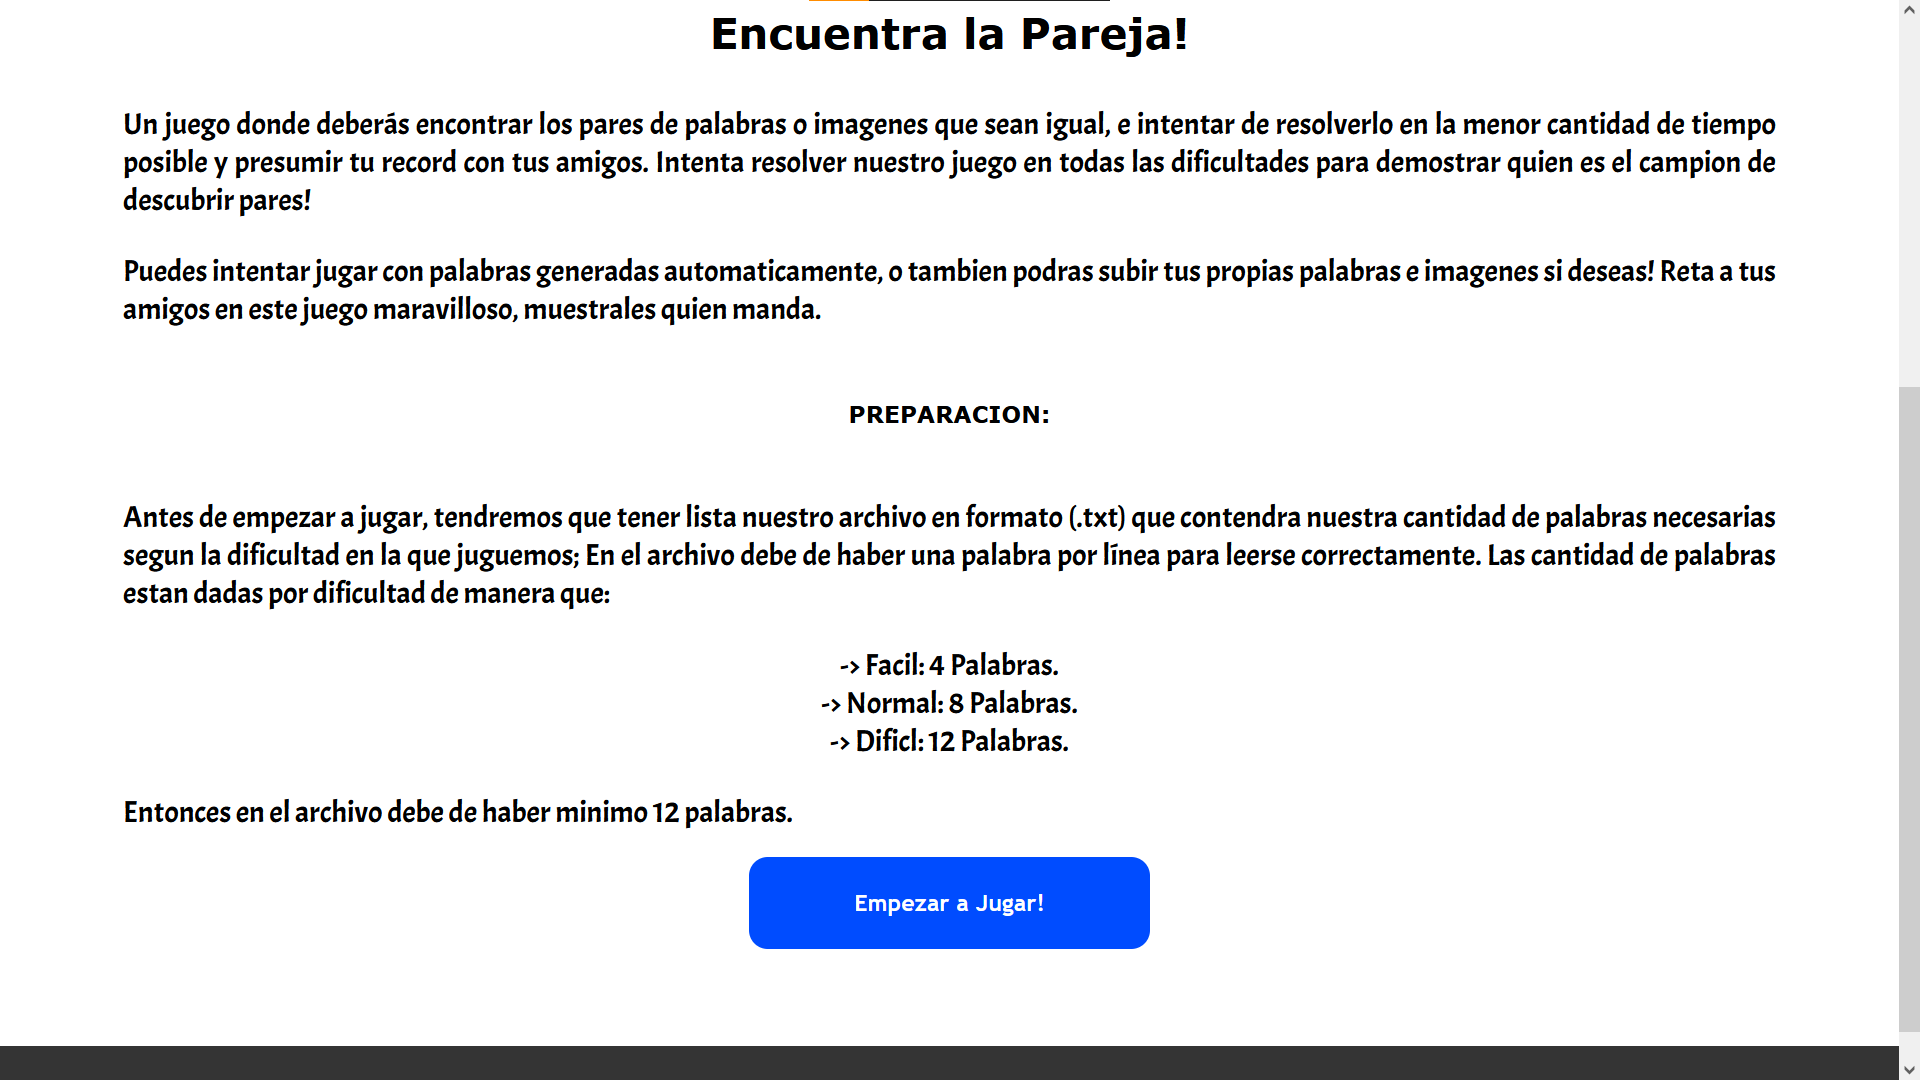 Encuentra la Pareja!
Un juego donde deberás encontrar los pares de palabras o imagenes que sean igual, e intentar de resolverlo en la menor cantidad de tiempo
posible y presumir tu record con tus amigos. Intenta resolver nuestro juego en todas las dificultades para demostrar quien es el campion de
descubrir pares!
Puedes intentar jugar con palabras generadas automaticamente, o tambien podras subir tus propias palabras e imagenes si deseas! Reta a tus
amigos en este juego maravilloso, muestrales quien manda.
PREPARACION:
Antes de empezar a jugar, tendremos que tener lista nuestro archivo en formato (.txt) que contendra nuestra cantidad de palabras necesarias
segun la dificultad en la que juguemos; En el archivo debe de haber una palabra por línea para leerse correctamente. Las cantidad de palabras
estan dadas por dificultad de manera que:
-> Facil: 4 Palabras.
-> Normal: 8 Palabras.
-> Dificl: 12 Palabras.
Entonces en el archivo debe de haber minimo 12 palabras.
Empezar a Jugar!